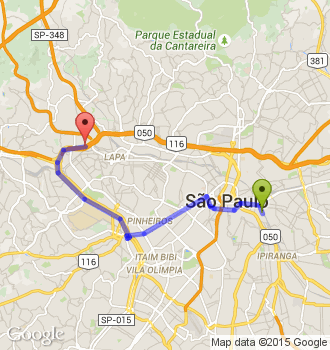 SP-348
Parque Estadual
da Cantareira
381
050
116
LAPA
São Paulo
PINHEIROS
050
ITAIM BIBI
VILA OLÍMPIA
IPIRANGA
116
SP-015
Google
Map data ©2015 Google